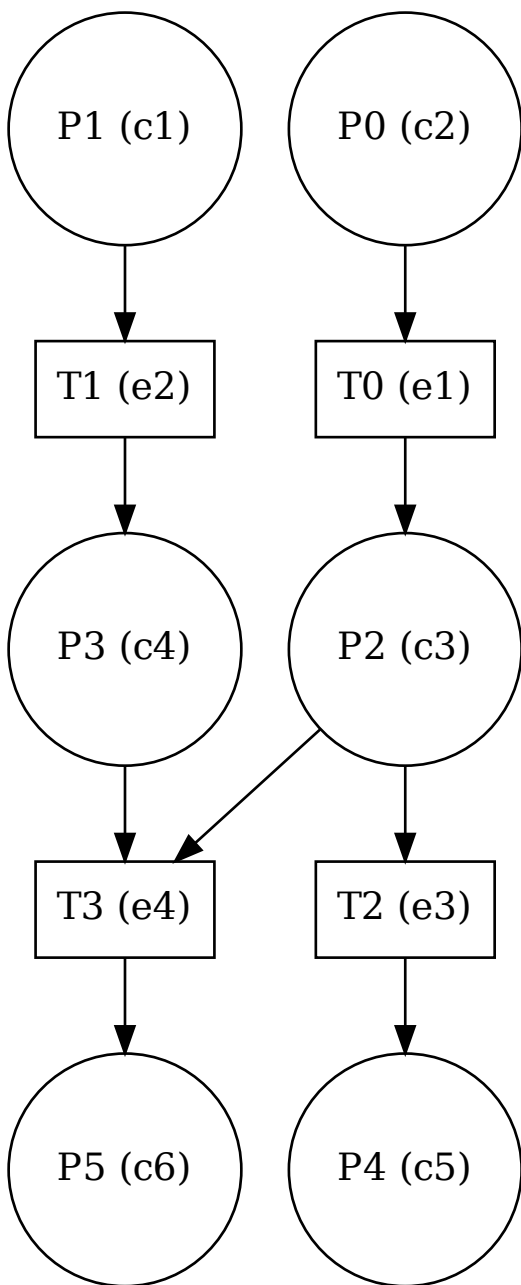 P1 (c1)
P0 (c2)
T1 (e2)
T0 (e1)
P3 (c4)
P2 (c3)
T3 (e4)
T2 (e3)
P5 (c6)
P4 (c5)